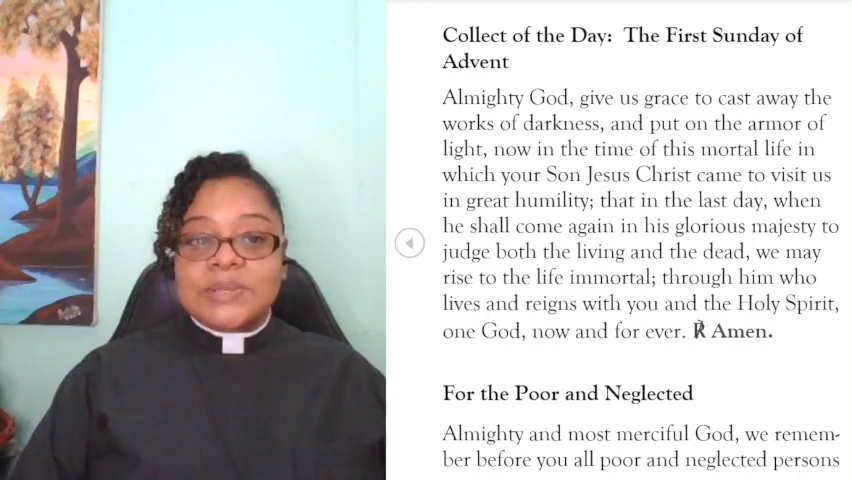 Collect of the Day: The First Sunday of
Advent
Almighty God, give us grace to cast away the
works of darkness, and put on the armor of
light, now in the time of this mortal life in
which your Son Jesus Christ came to visit us
in great humility; that in the last day, when
he shall come again in his glorious majesty to
judge both the living and the dead, we may
rise to the life immortal; through him who
lives and reigns with you and the Holy Spirit,
one God, now and for ever. ℟ Amen.
For the Poor and Neglected
Almighty and most merciful God, we remem-
ber before you all poor and neglected persons